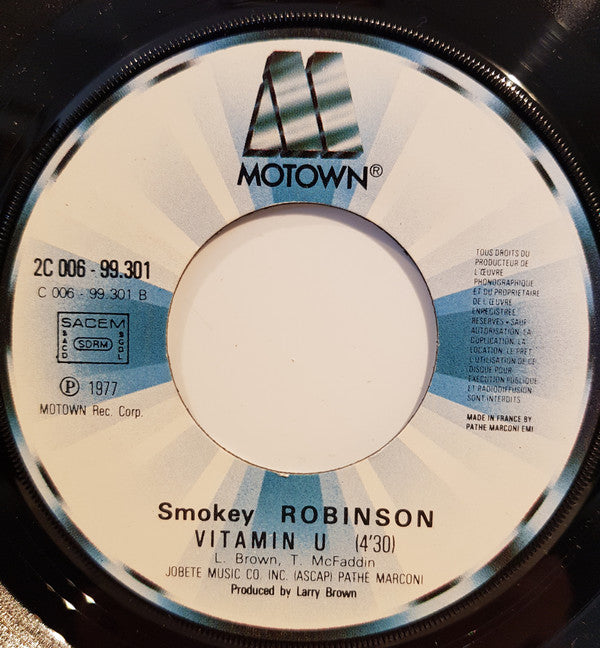 MOTOWN®
2C 006 - 99.301
C 006 - 99 301 B
SACEM
SACD
SDRM
SGDL
Ⓟ 1977
MOTOWN Rec. Corp.
TOUS DROITS DU
PRODUCTEUR DE
L'ŒUVRE
PHONOGRAPHIQUE
ET DU PROPRIETAIRE
DE L'ŒUVRE
ENREGISTREE
RESERVES • SAUF
AUTORISATION LA
DUPLICATION LA
LOCATION LE PRET
L'UTILISATION DE CE
DISQUE POUR
EXECUTION PUBLIQUE
ET RADIODIFFUSION
SONT INTERDITS
MADE IN FRANCE BY
PATHE MARCONI EMI
Smokey ROBINSON
VITAMIN U (4'30)
L. Brown, T. McFaddin
JOBETE MUSIC CO. INC. (ASCAP) PATHÉ MARCONI
Produced by Larry Brown